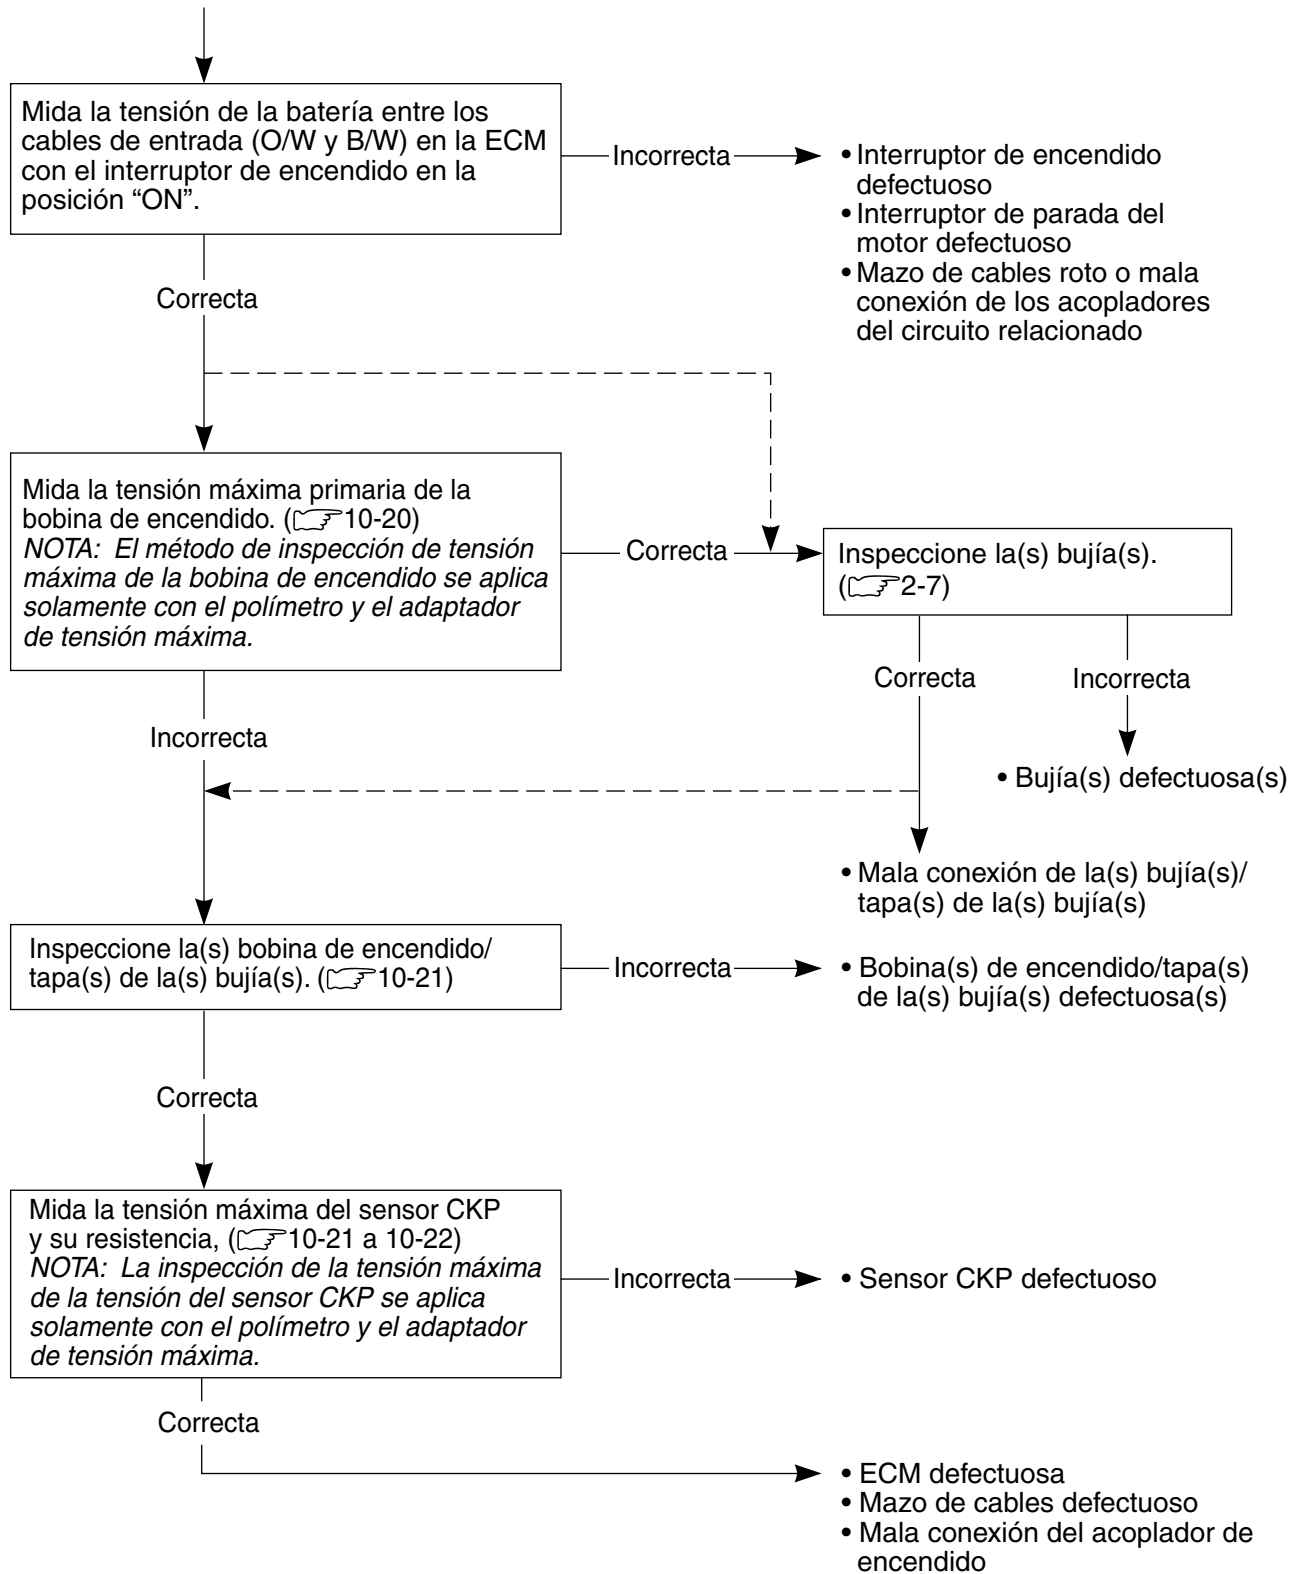 Mida la tensión de la batería entre los
cables de entrada (O/W y B/W) en la ECM
con el interruptor de encendido en la
posición “ON”.
Incorrecta
• Interruptor de encendido
defectuoso
• Interruptor de parada del
motor defectuoso
• Mazo de cables roto o mala
conexión de los acopladores
del circuito relacionado
Correcta
Mida la tensión máxima primaria de la
bobina de encendido. (☞10-20)
NOTA: El método de inspección de tensión
máxima de la bobina de encendido se aplica
solamente con el polímetro y el adaptador
de tensión máxima.
Correcta
Inspeccione la(s) bujía(s).
(☞2-7)
Correcta
Incorrecta
Incorrecta
• Bujía(s) defectuosa(s)
• Mala conexión de la(s) bujía(s)/
tapa(s) de la(s) bujía(s)
Inspeccione la(s) bobina de encendido/
tapa(s) de la(s) bujía(s). (☞10-21)
Incorrecta
• Bobina(s) de encendido/tapa(s)
de la(s) bujía(s) defectuosa(s)
Correcta
Mida la tensión máxima del sensor CKP
y su resistencia, (☞10-21 a 10-22)
NOTA: La inspección de la tensión máxima
de la tensión del sensor CKP se aplica
solamente con el polímetro y el adaptador
de tensión máxima.
Incorrecta
• Sensor CKP defectuoso
Correcta
• ECM defectuosa
• Mazo de cables defectuoso
• Mala conexión del acoplador de
encendido